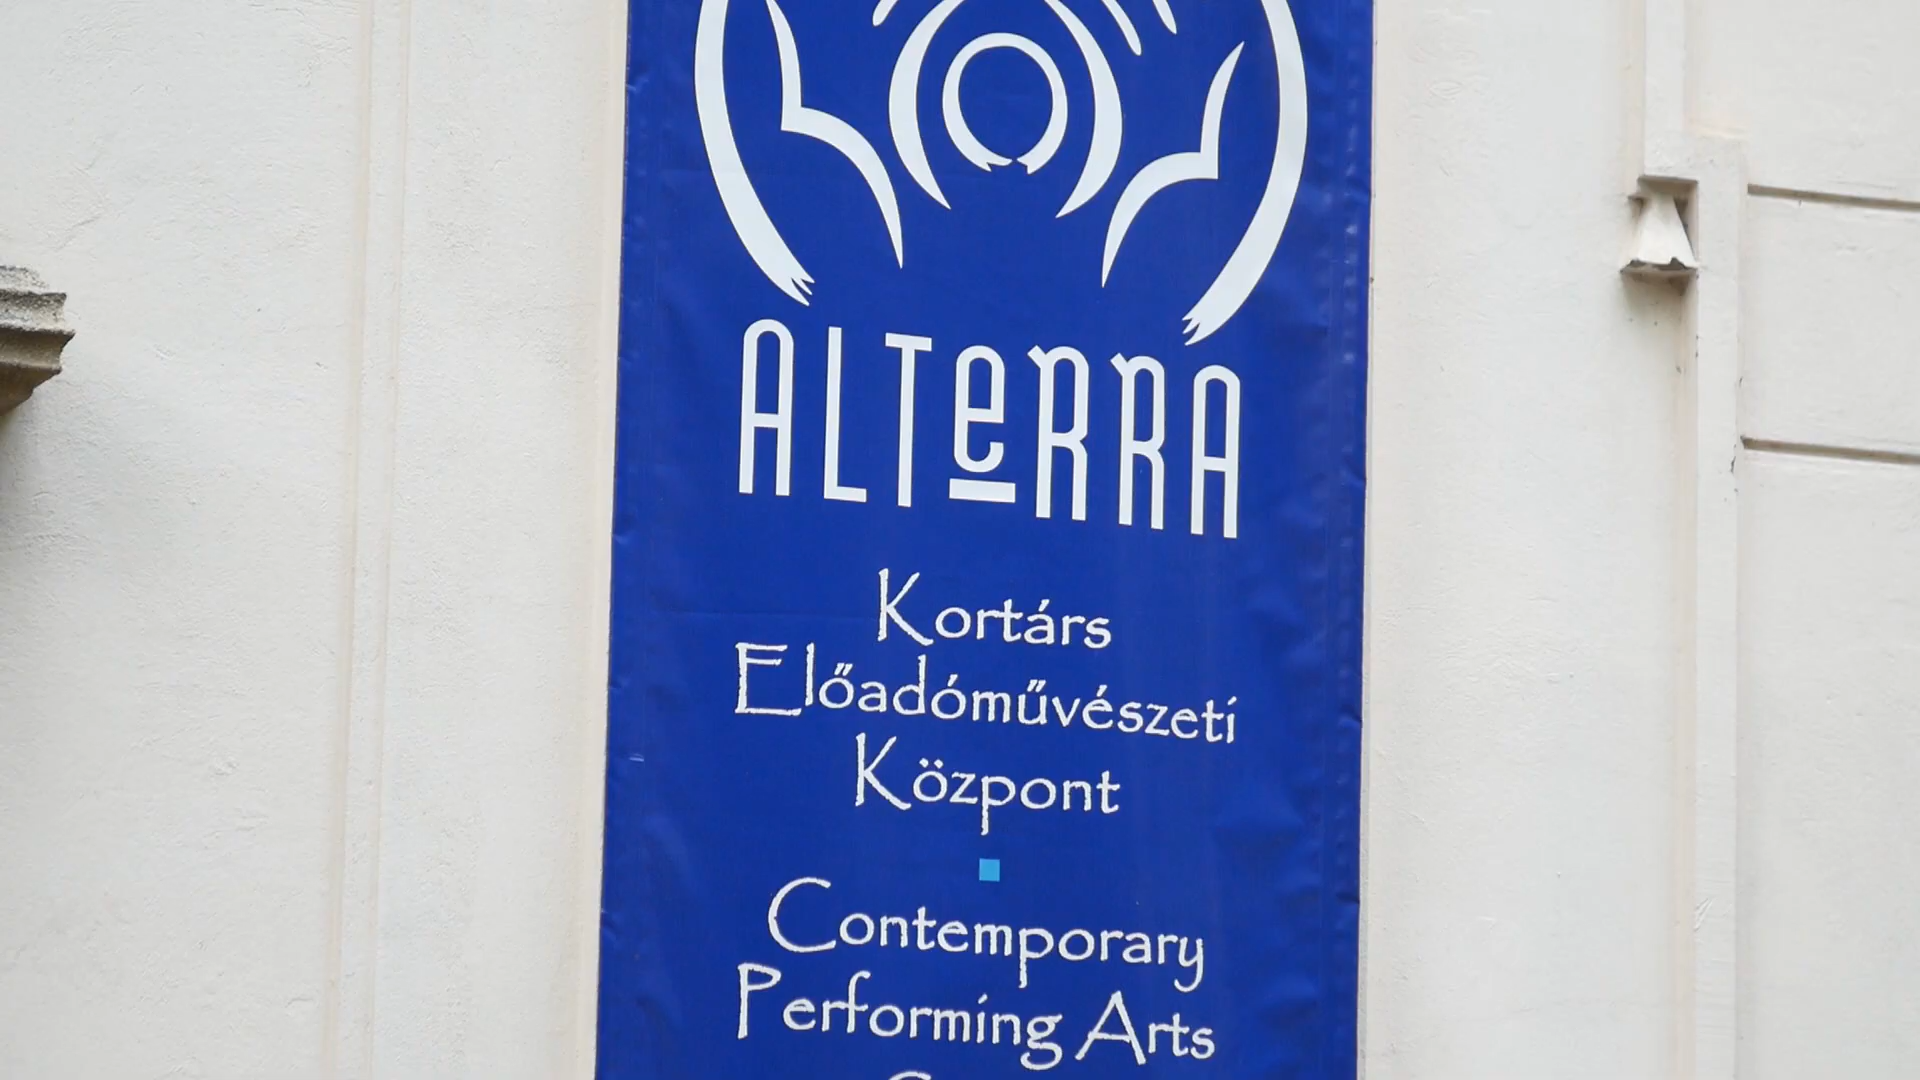 ALTeRRA
Kortárs
Előadóművészeti
Központ
Contemporary
Performing Arts